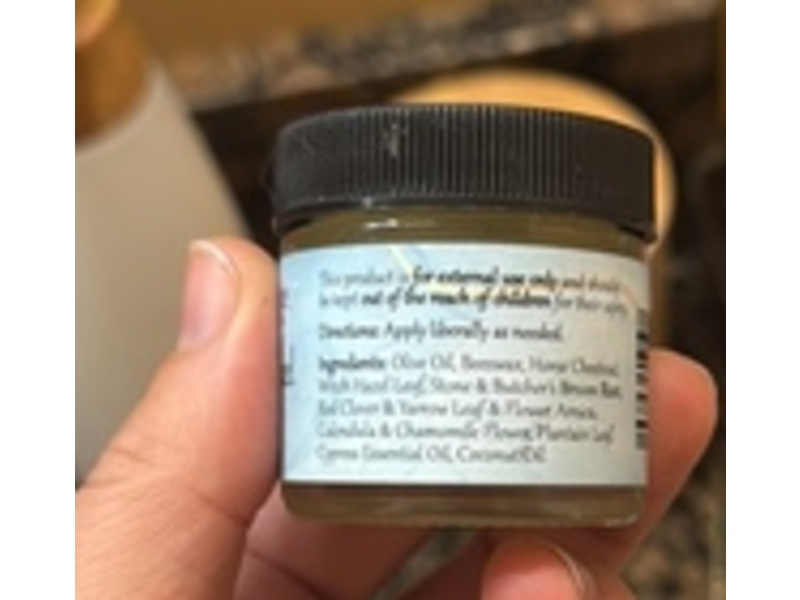 This product is for external use only and should
be kept out of the reach of children for their safety.
Directions: Apply liberally as needed.
Ingredients: Olive Oil, Beeswax, Horse Chestnut,
Witch Hazel Leaf, Stone & Butcher's Broom Root,
Red Clover & Yarrow Leaf & Flower, Arnica,
Calendula & Chamomile Flower, Plantain Leaf
Cypress Essential Oil, Coconut Oil